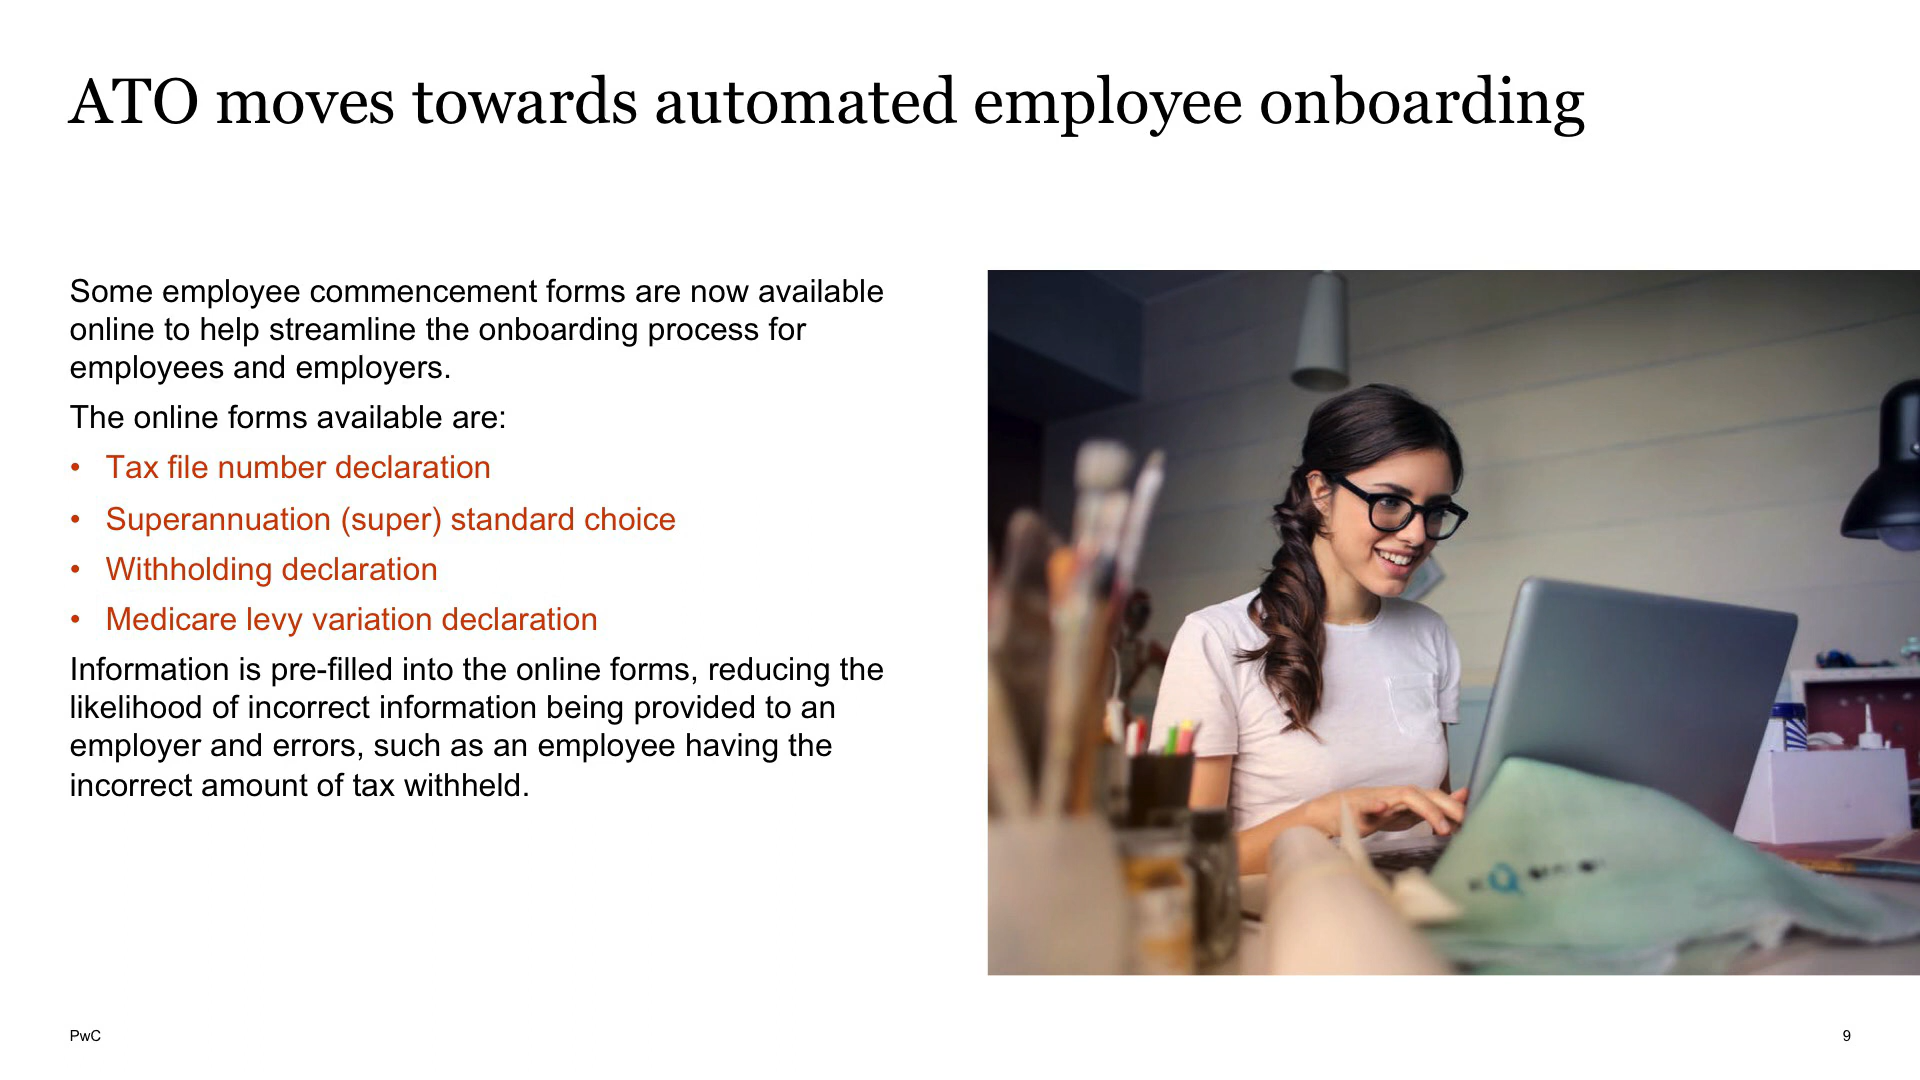 ATO moves towards automated employee onboarding
Some employee commencement forms are now available
online to help streamline the onboarding process for
employees and employers.
The online forms available are:
• Tax file number declaration
• Superannuation (super) standard choice
• Withholding declaration
• Medicare levy variation declaration
Information is pre-filled into the online forms, reducing the
likelihood of incorrect information being provided to an
employer and errors, such as an employee having the
incorrect amount of tax withheld.
PwC
9